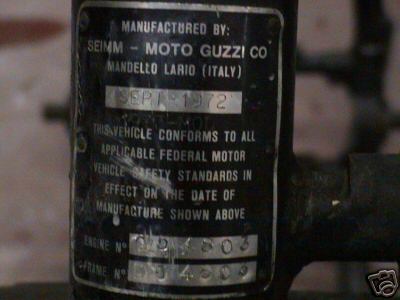 MANUFACTURED BY:
SEIMM - MOTO GUZZI CO
MANDELLO LARIO (ITALY)
SEPT 1972
THIS VEHICLE CONFORMS TO ALL
APPLICABLE FEDERAL MOTOR
VEHICLE SAFETY STANDARDS IN
EFFECT ON THE DATE OF
MANUFACTURE SHOWN ABOVE
ENGINE N°
FRAME N°